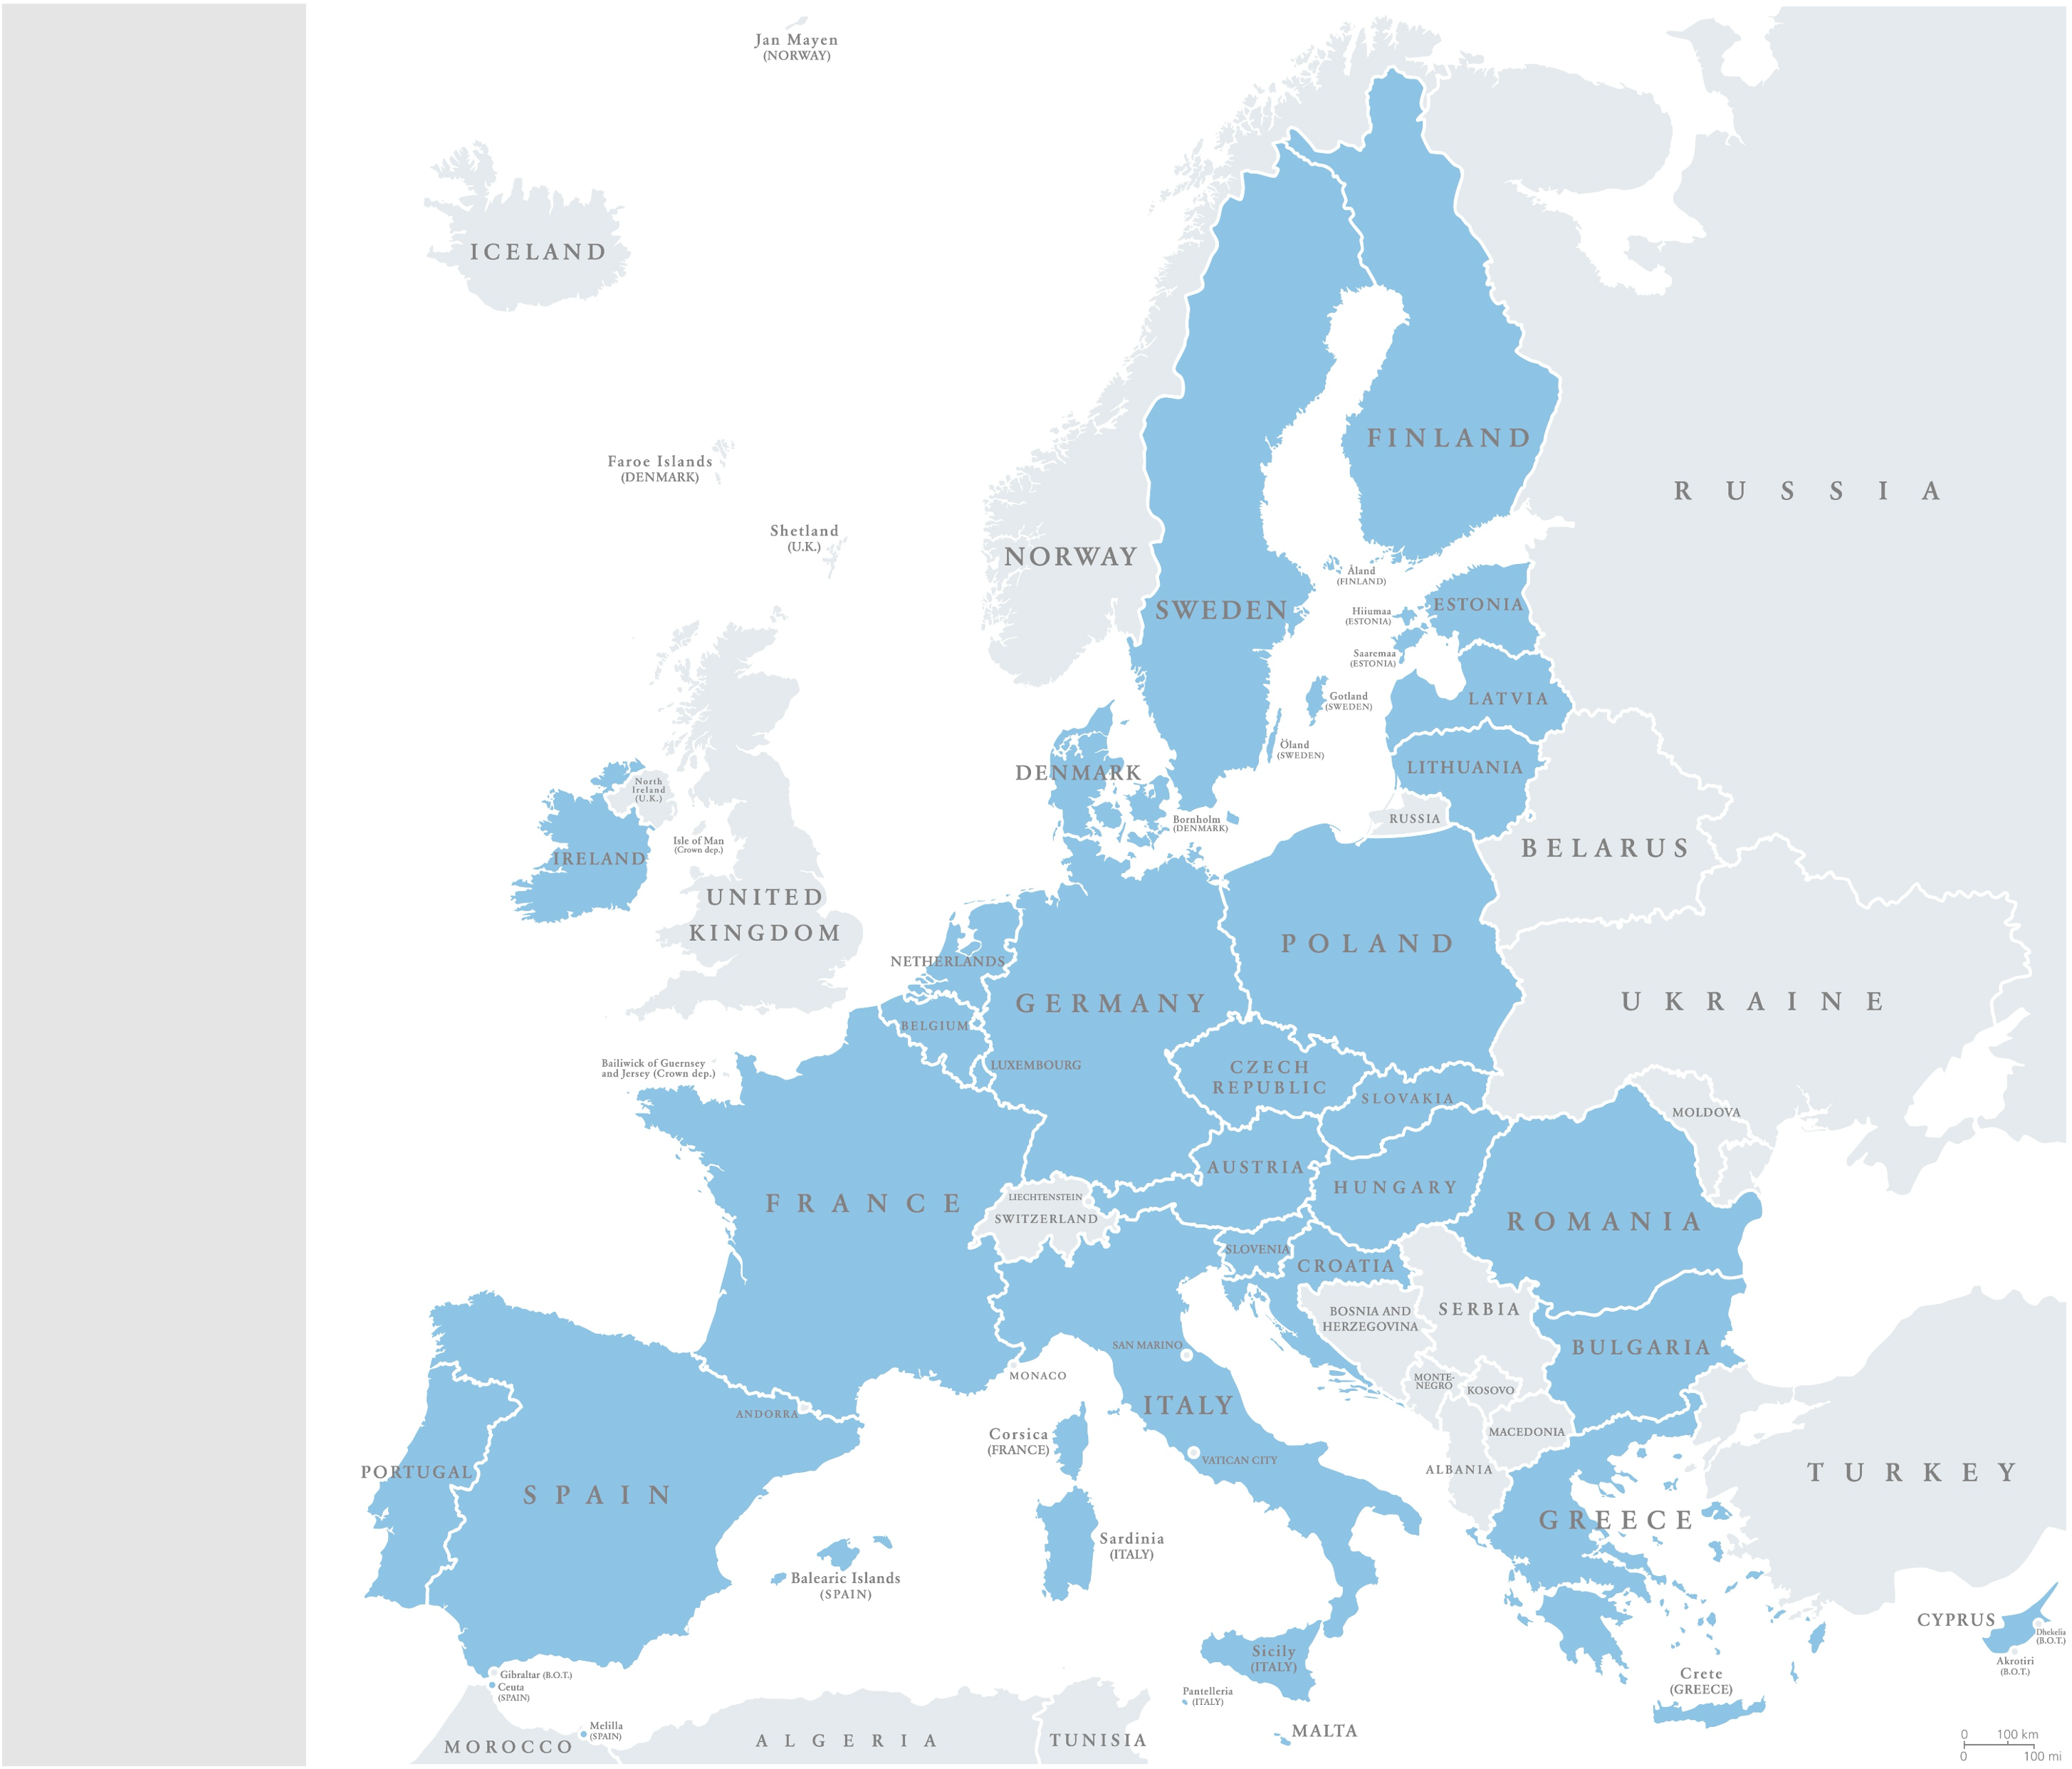 Jan Mayen
(NORWAY)
ICELAND
Faroe Islands
(DENMARK)
Shetland
(U.K.)
FINLAND
RUSSIA
NORWAY
SWEDEN
Åland
(FINLAND)
Hiiumaa
(ESTONIA)
ESTONIA
Saaremaa
(ESTONIA)
Gotland
(SWEDEN)
LATVIA
Öland
(SWEDEN)
LITHUANIA
DENMARK
North
Ireland
(U.K.)
Bornholm
(DENMARK)
RUSSIA
Isle of Man
(Crown dep.)
IRELAND
BELARUS
UNITED
KINGDOM
NETHERLANDS
POLAND
GERMANY
UKRAINE
BELGIUM
LUXEMBOURG
Bailiwick of Guernsey
and Jersey (Crown dep.)
CZECH
REPUBLIC
SLOVAKIA
MOLDOVA
AUSTRIA
HUNGARY
FRANCE
LIECHTENSTEIN
SWITZERLAND
ROMANIA
SLOVENIA
CROATIA
BOSNIA AND
HERZEGOVINA
SERBIA
SAN MARINO
BULGARIA
MONACO
MONTE-
NEGRO
KOSOVO
ANDORRA
ITALY
Corsica
(FRANCE)
MACEDONIA
VATICAN CITY
ALBANIA
PORTUGAL
SPAIN
TURKEY
GREECE
Sardinia
(ITALY)
Balearic Islands
(SPAIN)
CYPRUS
Dhekelia
(B.O.T.)
Akrotiri
(B.O.T.)
Sicily
(ITALY)
Gibraltar (B.O.T.)
Ceuta
(SPAIN)
Crete
(GREECE)
Pantelleria
(ITALY)
Melilla
(SPAIN)
MALTA
MOROCCO
ALGERIA
TUNISIA
0 100 km
0 100 mi